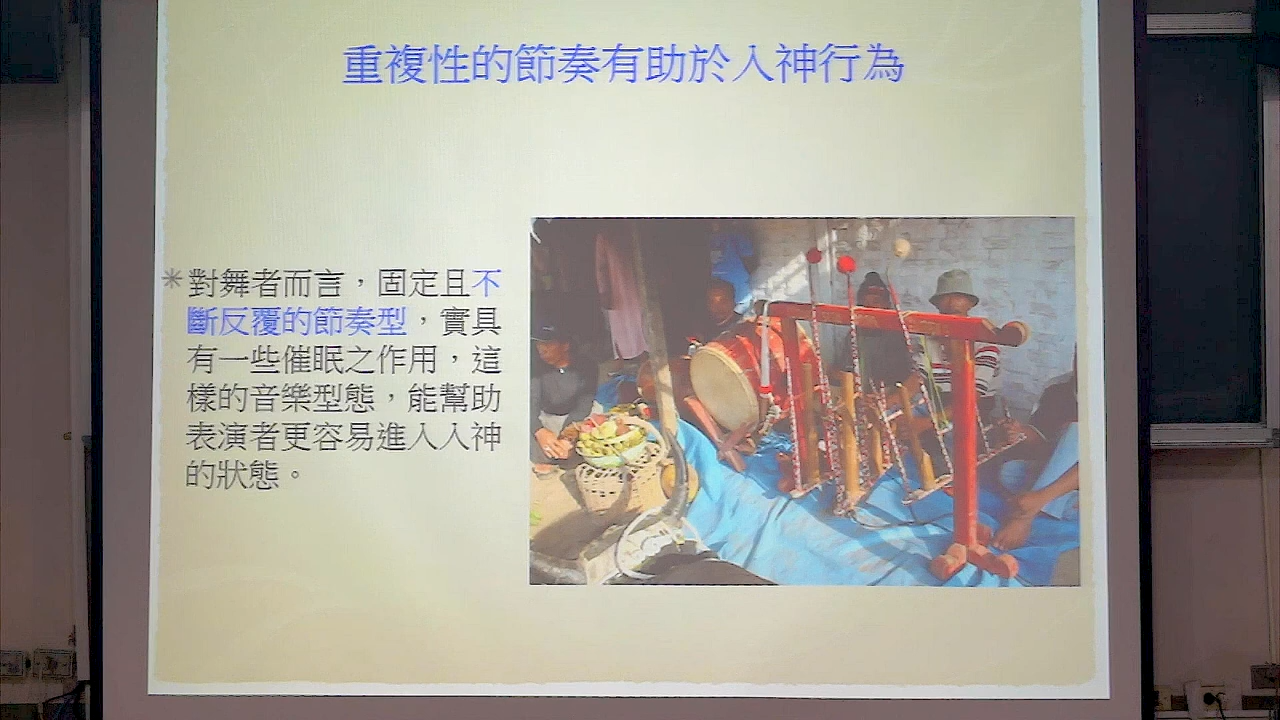 重複性的節奏有助於入神行為
＊對舞者而言，固定且不
斷反覆的節奏型，實具
有一些催眠之作用，這
樣的音樂型態，能幫助
表演者更容易進入入神
的狀態。